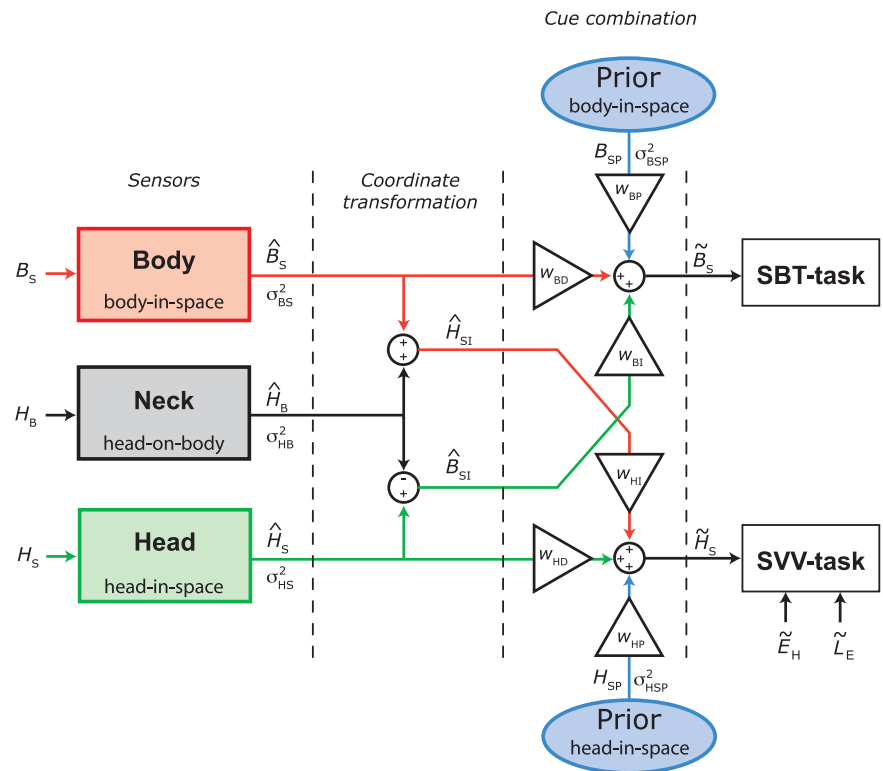 Cue combination
Prior
body-in-space
B_SP σ²_BSP
Sensors
Coordinate
transformation
w_BP
B_S
Body
body-in-space
B̂_S
σ²_BS
w_BD
+ +
B̃_S
SBT-task
+
+
Ĥ_SI
w_BI
H_B
Neck
head-on-body
Ĥ_B
σ²_HB
-
+
B̂_SI
w_HI
H_S
Head
head-in-space
Ĥ_S
σ²_HS
w_HD
+
+
+
H̃_S
SVV-task
Ẽ_H L̃_E
w_HP
H_SP σ²_HSP
Prior
head-in-space